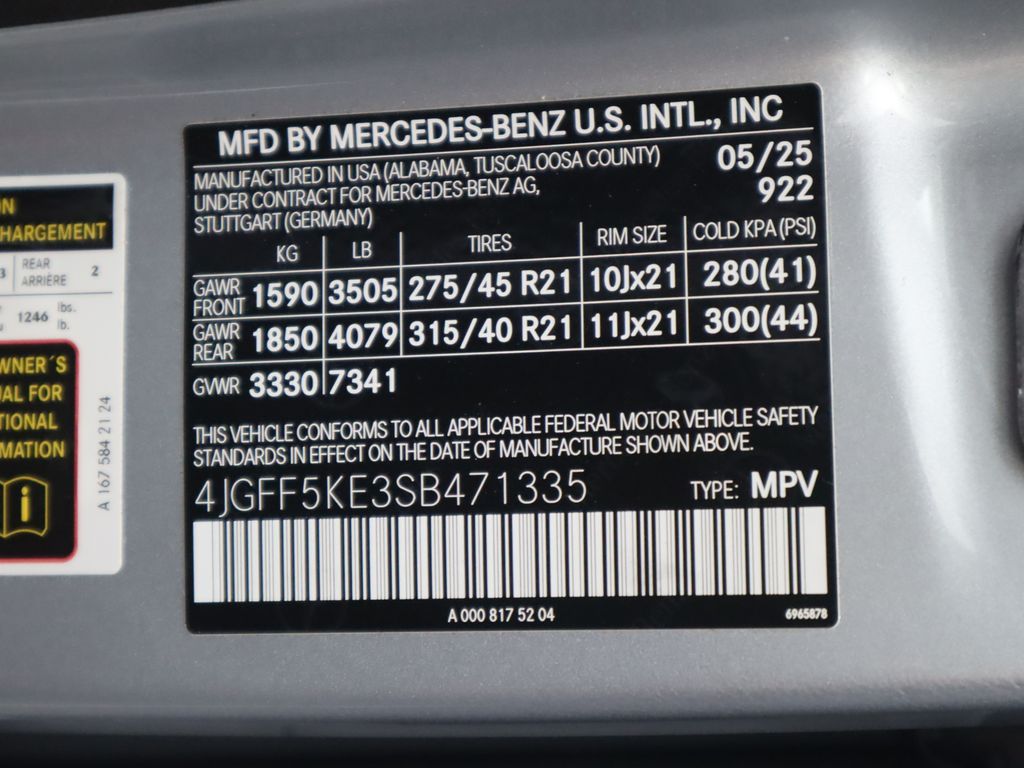 N
HARGEMENT
3 REAR ARRIÈRE 2
1246 lbs. lb.
WNER´S
UAL FOR
TIONAL
MATION
A 167 584 21 24
MFD BY MERCEDES-BENZ U.S. INTL., INC
MANUFACTURED IN USA (ALABAMA, TUSCALOOSA COUNTY) 05/25
UNDER CONTRACT FOR MERCEDES-BENZ AG, 922
STUTTGART (GERMANY)
KG LB TIRES RIM SIZE COLD KPA (PSI)
GAWR FRONT 1590 3505 275/45 R21 10Jx21 280(41)
GAWR REAR 1850 4079 315/40 R21 11Jx21 300(44)
GVWR 3330 7341
THIS VEHICLE CONFORMS TO ALL APPLICABLE FEDERAL MOTOR VEHICLE SAFETY
STANDARDS IN EFFECT ON THE DATE OF MANUFACTURE SHOWN ABOVE.
4JGFF5KE3SB471335 TYPE: MPV
A 000 817 52 04 6965878